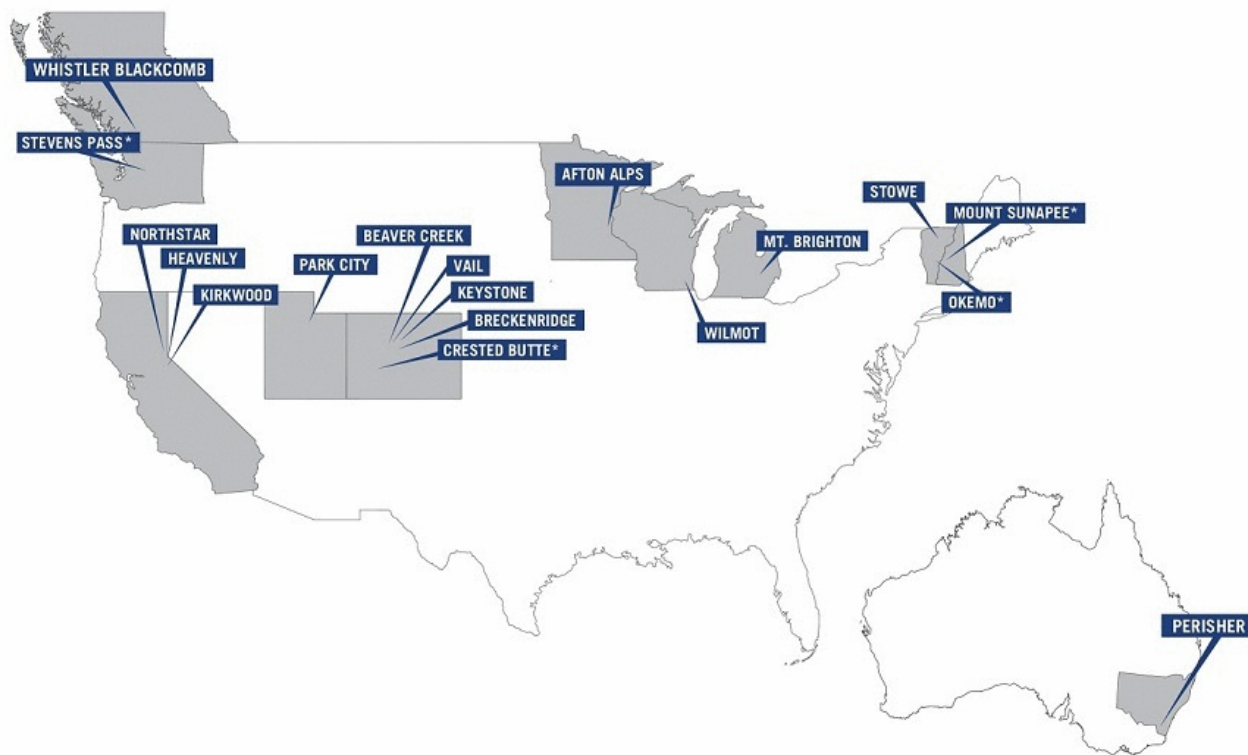 WHISTLER BLACKCOMB
STEVENS PASS*
NORTHSTAR
HEAVENLY
KIRKWOOD
PARK CITY
BEAVER CREEK
VAIL
KEYSTONE
BRECKENRIDGE
CRESTED BUTTE*
AFTON ALPS
MT. BRIGHTON
WILMOT
STOWE
MOUNT SUNAPEE*
OKEMO*
PERISHER